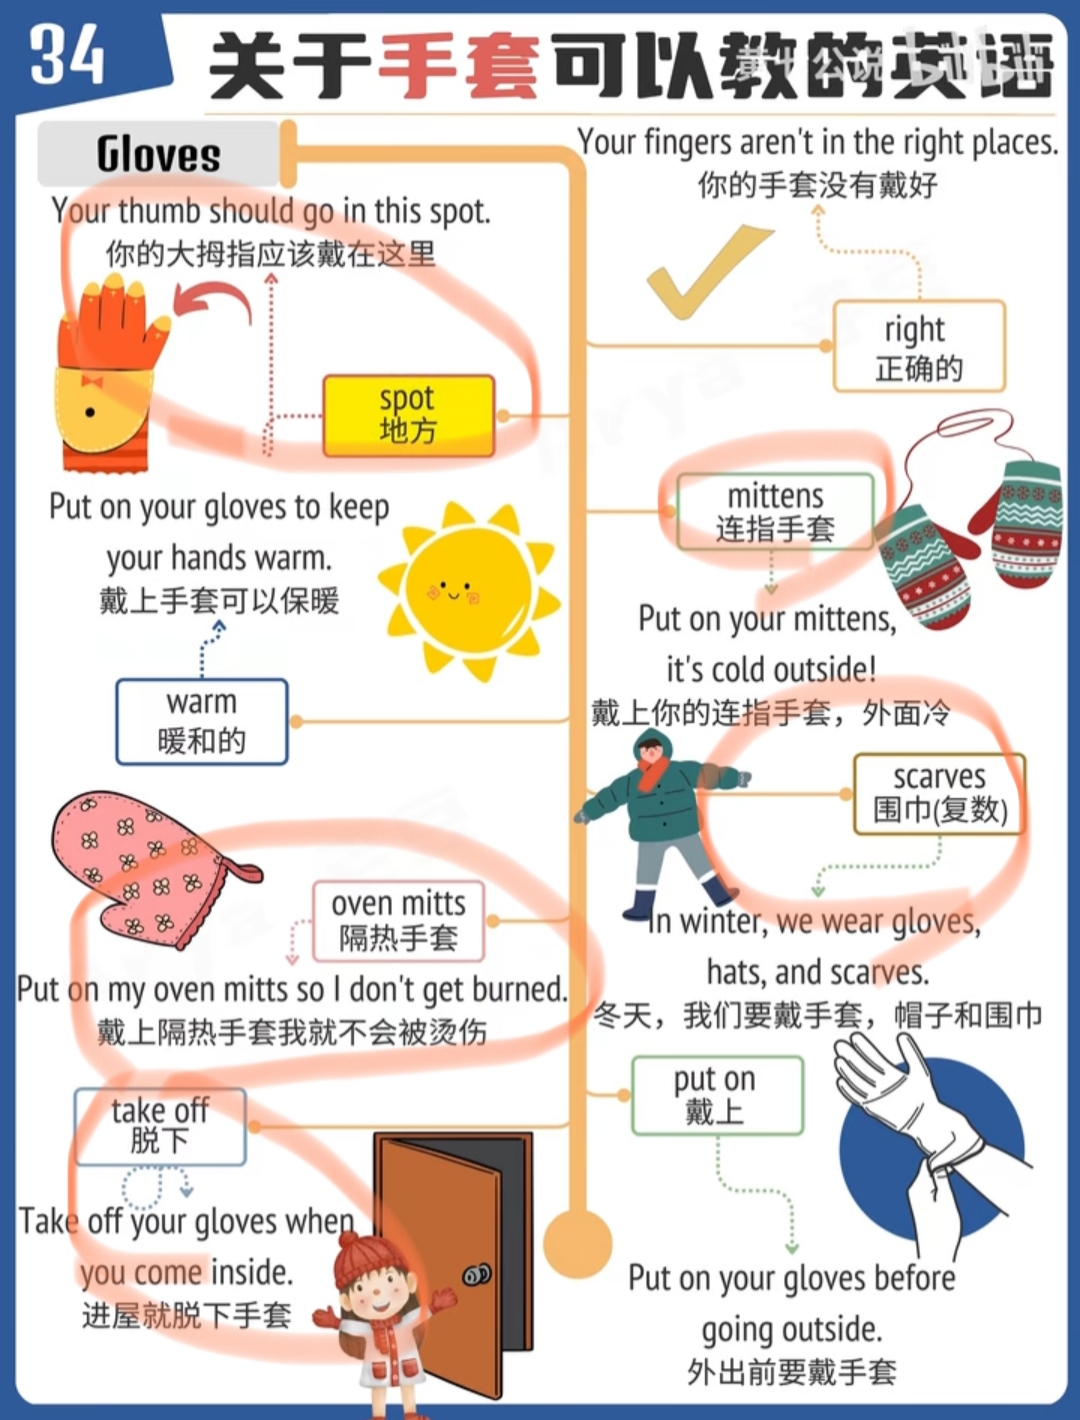 34
关于手套可以教的英语
Gloves
Your thumb should go in this spot.
你的大拇指应该戴在这里
spot
地方
Put on your gloves to keep
your hands warm.
戴上手套可以保暖
warm
暖和的
oven mitts
隔热手套
Put on my oven mitts so I don't get burned.
戴上隔热手套我就不会被烫伤
take off
脱下
Take off your gloves when
you come inside.
进屋就脱下手套
Your fingers aren't in the right places.
你的手套没有戴好
right
正确的
mittens
连指手套
Put on your mittens,
it's cold outside!
戴上你的连指手套，外面冷
scarves
围巾(复数)
In winter, we wear gloves,
hats, and scarves.
冬天，我们要戴手套，帽子和围巾
put on
戴上
Put on your gloves before
going outside.
外出前要戴手套